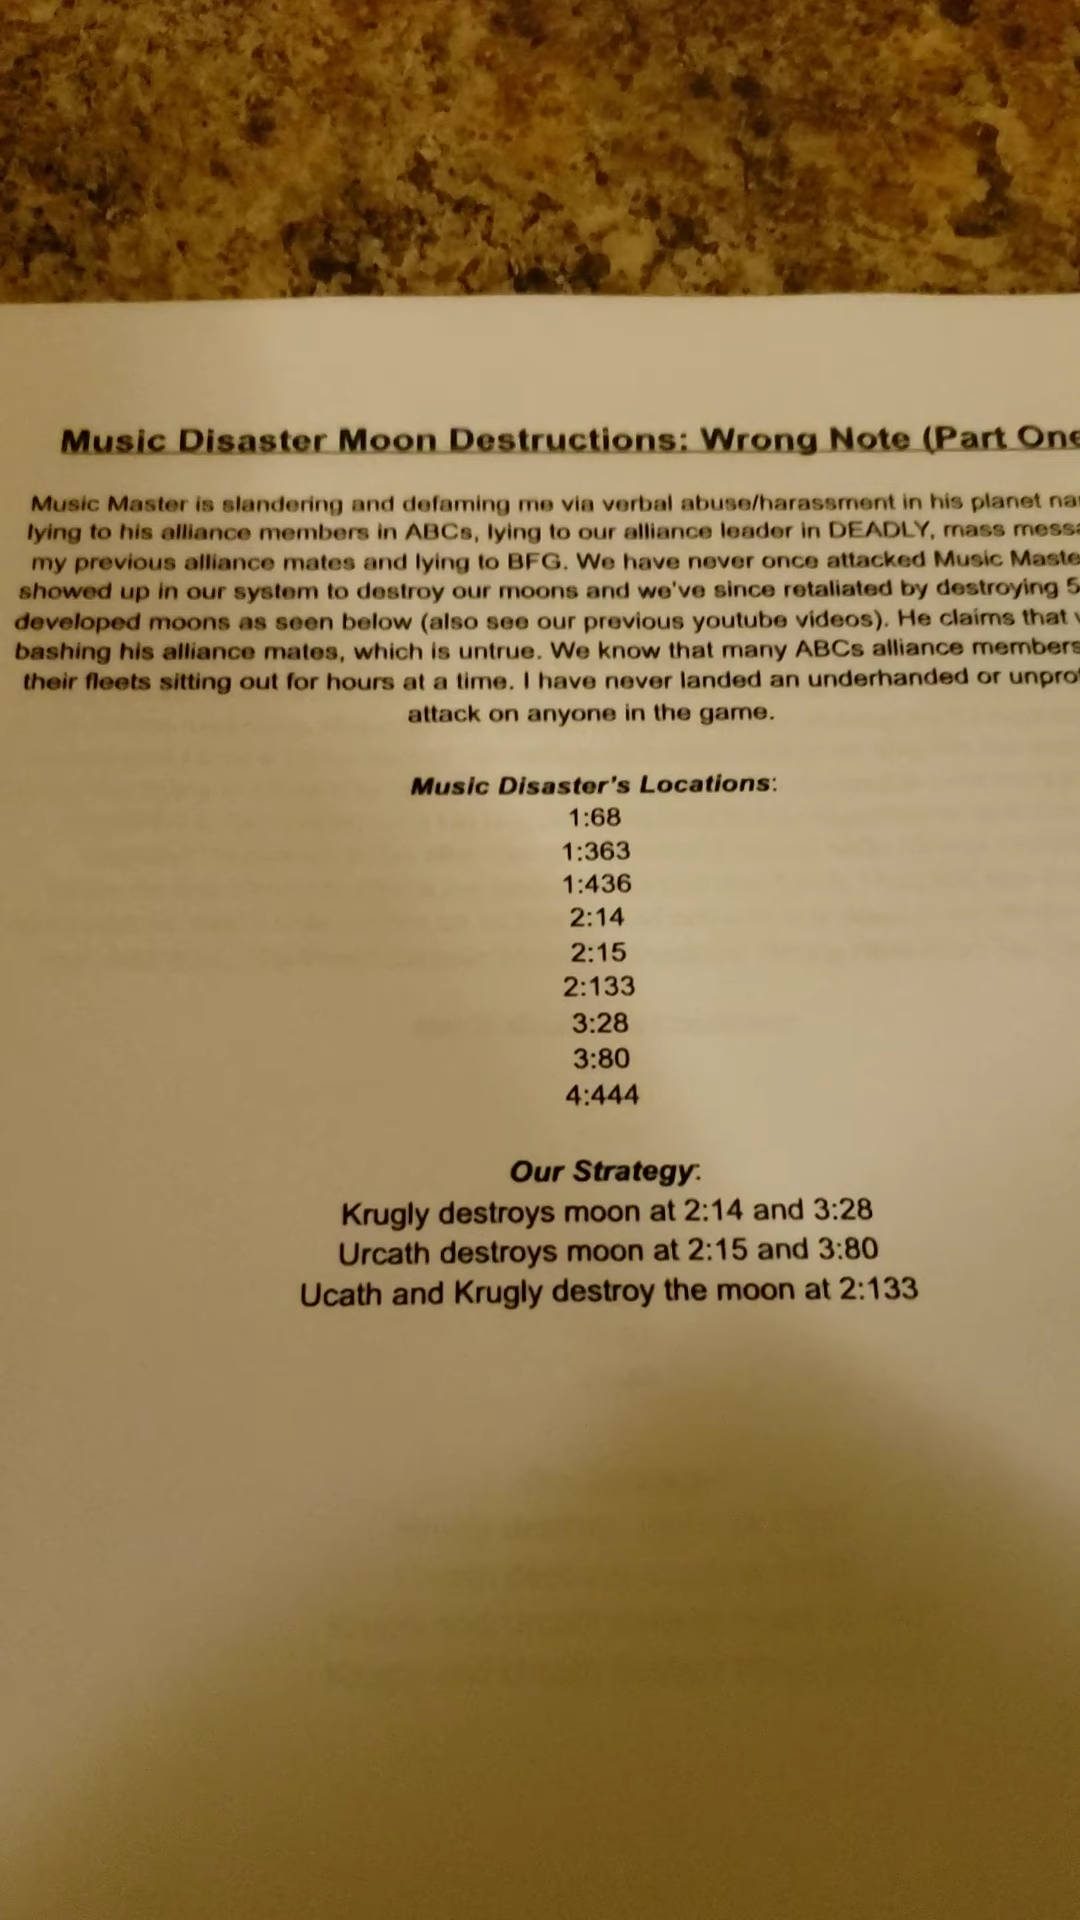 Music Disaster Moon Destructions: Wrong Note (Part One
Music Master is slandering and defaming me via verbal abuse/harassment in his planet
lying to his alliance members in ABCs, lying to our alliance leader in DEADLY, mass
my previous alliance mates and lying to BFG. We have never once attacked Music
showed up in our system to destroy our moons and we've since retaliated by destroying 5
developed moons as seen below (also see our previous youtube videos). He claims that
bashing his alliance mates, which is untrue. We know that many ABCs alliance members
their fleets sitting out for hours at a time. I have never landed an underhanded or
attack on anyone in the game.
Music Disaster's Locations:
1:68
1:363
1:436
2:14
2:15
2:133
3:28
3:80
4:444
Our Strategy:
Krugly destroys moon at 2:14 and 3:28
Urcath destroys moon at 2:15 and 3:80
Ucath and Krugly destroy the moon at 2:133